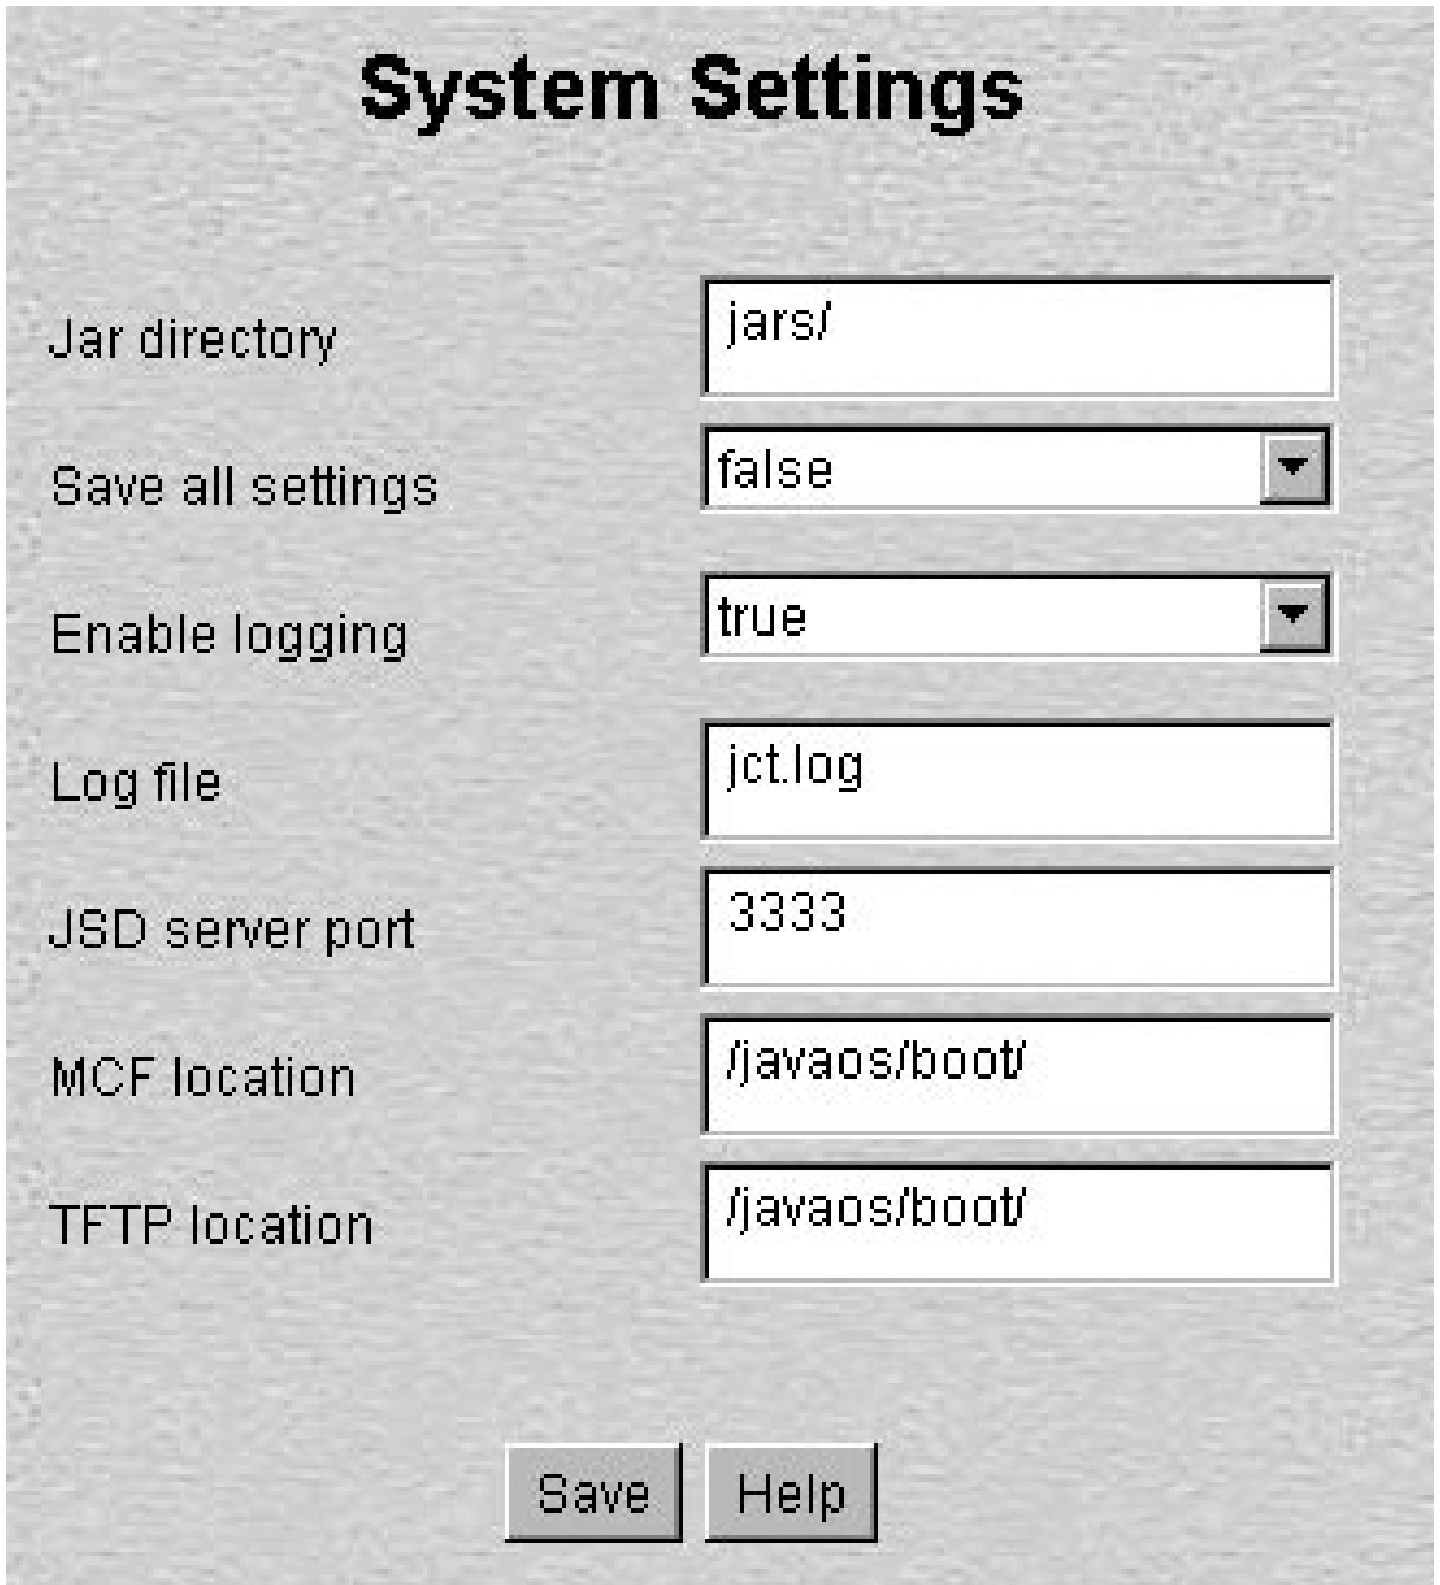 System Settings
Jar directory jars/
Save all settings false
Enable logging true
Log file jct.log
JSD server port 3333
MCF location /javaos/boot/
TFTP location /javaos/boot/
Save Help